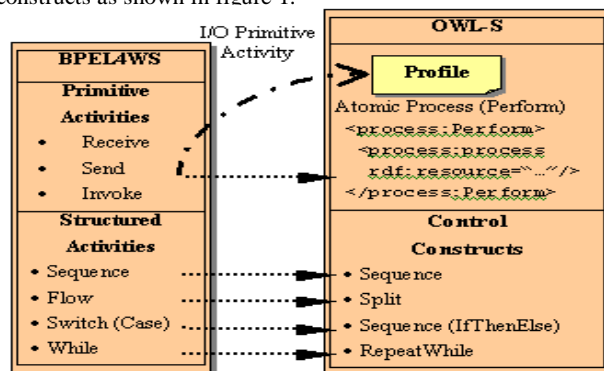 constructs as shown in figure 1.
I/O Primitive
Activity
BPEL4WS
Primitive
Activities
• Receive
• Send
• Invoke
Structured
Activities
• Sequence
• Flow
• Switch (Case)
• While
OWL-S
Profile
Atomic Process (Perform)
<process:Perform>
<process:process
rdf:resource="..."/>
</process:Perform>
Control
Constructs
• Sequence
• Split
• Sequence (IfThenElse)
• RepeatWhile